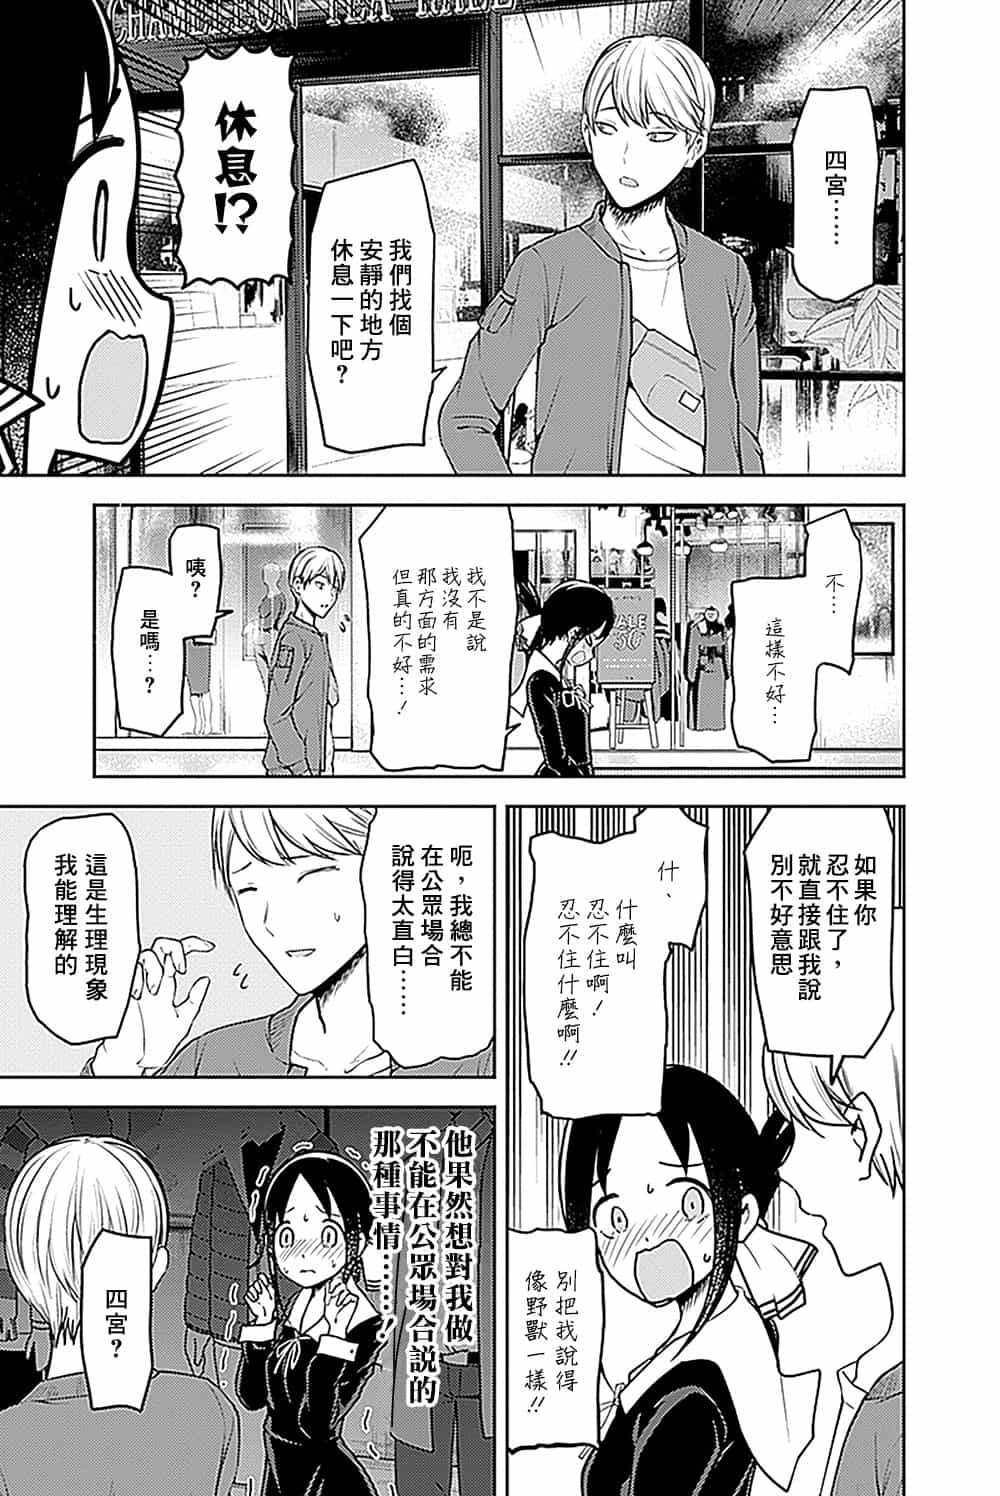 CHAMELEON TEA TABLE
四宮……
我們找個
安靜的地方
休息一下吧？
休息!?
不…
這樣不好…
我不是說
我沒有
那方面的需求
但真的不好…！
咦？
是嗎…？
SALE
50
如果你
忍不住了，
就直接跟我說
別不好意思
什、
什麼叫
忍不住啊！
忍不住什麼啊!!
別把我說得
像野獸一樣!!
呃，我總不能
在公眾場合
說得太直白……
這是生理現象
我能理解的
他果然想對我做
不能在公眾場合說的
那種事情……！
四宮？